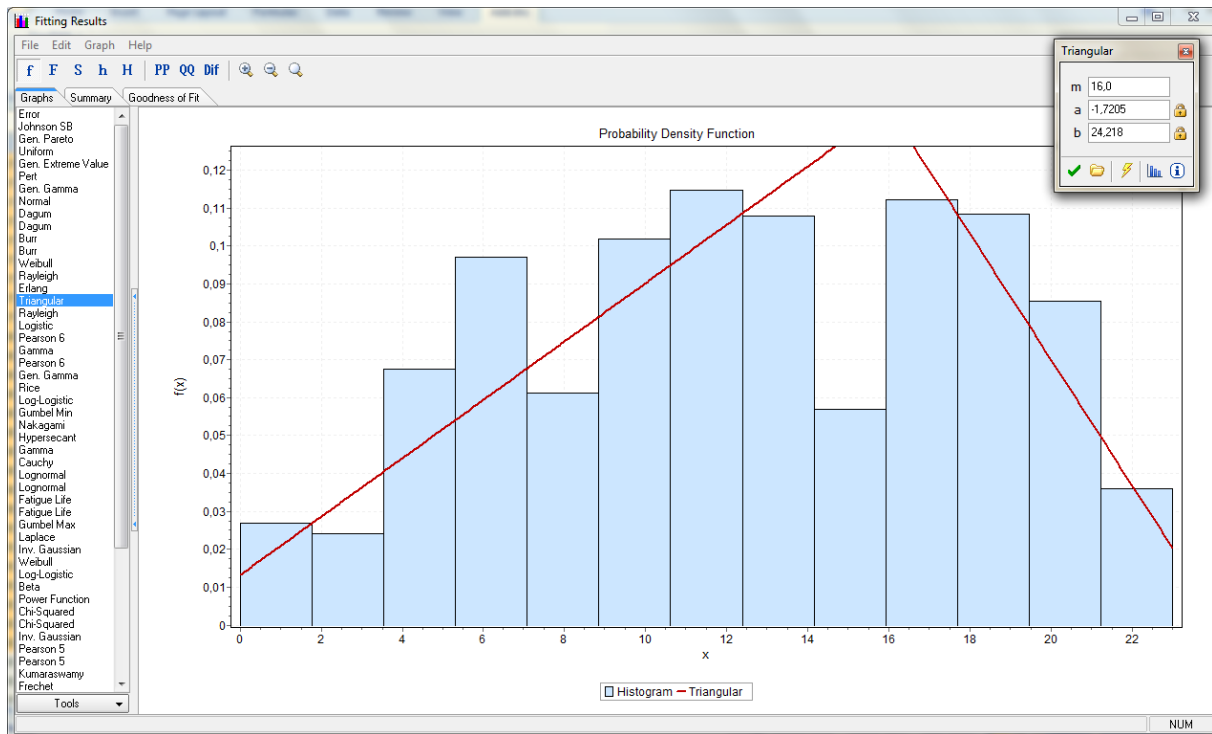 Fitting Results
File Edit Graph Help
f F S h H PP QQ Dif
Graphs Summary Goodness of Fit
Error
Johnson SB
Gen. Pareto
Uniform
Gen. Extreme Value
Pert
Gen. Gamma
Normal
Dagum
Dagum
Burr
Burr
Weibull
Rayleigh
Erlang
Triangular
Rayleigh
Logistic
Pearson 6
Gamma
Pearson 6
Gen. Gamma
Rice
Log-Logistic
Gumbel Min
Nakagami
Hypersecant
Gamma
Cauchy
Lognormal
Lognormal
Fatigue Life
Fatigue Life
Gumbel Max
Laplace
Inv. Gaussian
Weibull
Log-Logistic
Beta
Power Function
Chi-Squared
Chi-Squared
Inv. Gaussian
Pearson 5
Pearson 5
Kumaraswamy
Frechet
Tools
Probability Density Function
f(x)
0,12
0,11
0,1
0,09
0,08
0,07
0,06
0,05
0,04
0,03
0,02
0,01
0
0 2 4 6 8 10 12 14 16 18 20 22
x
Histogram Triangular
Triangular
m 16,0
a -1,7205
b 24,218
NUM